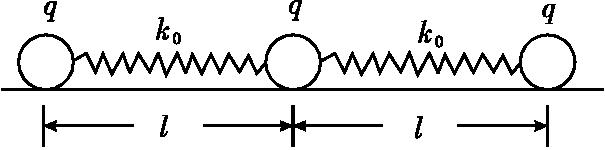 q q q
k₀ k₀
l l